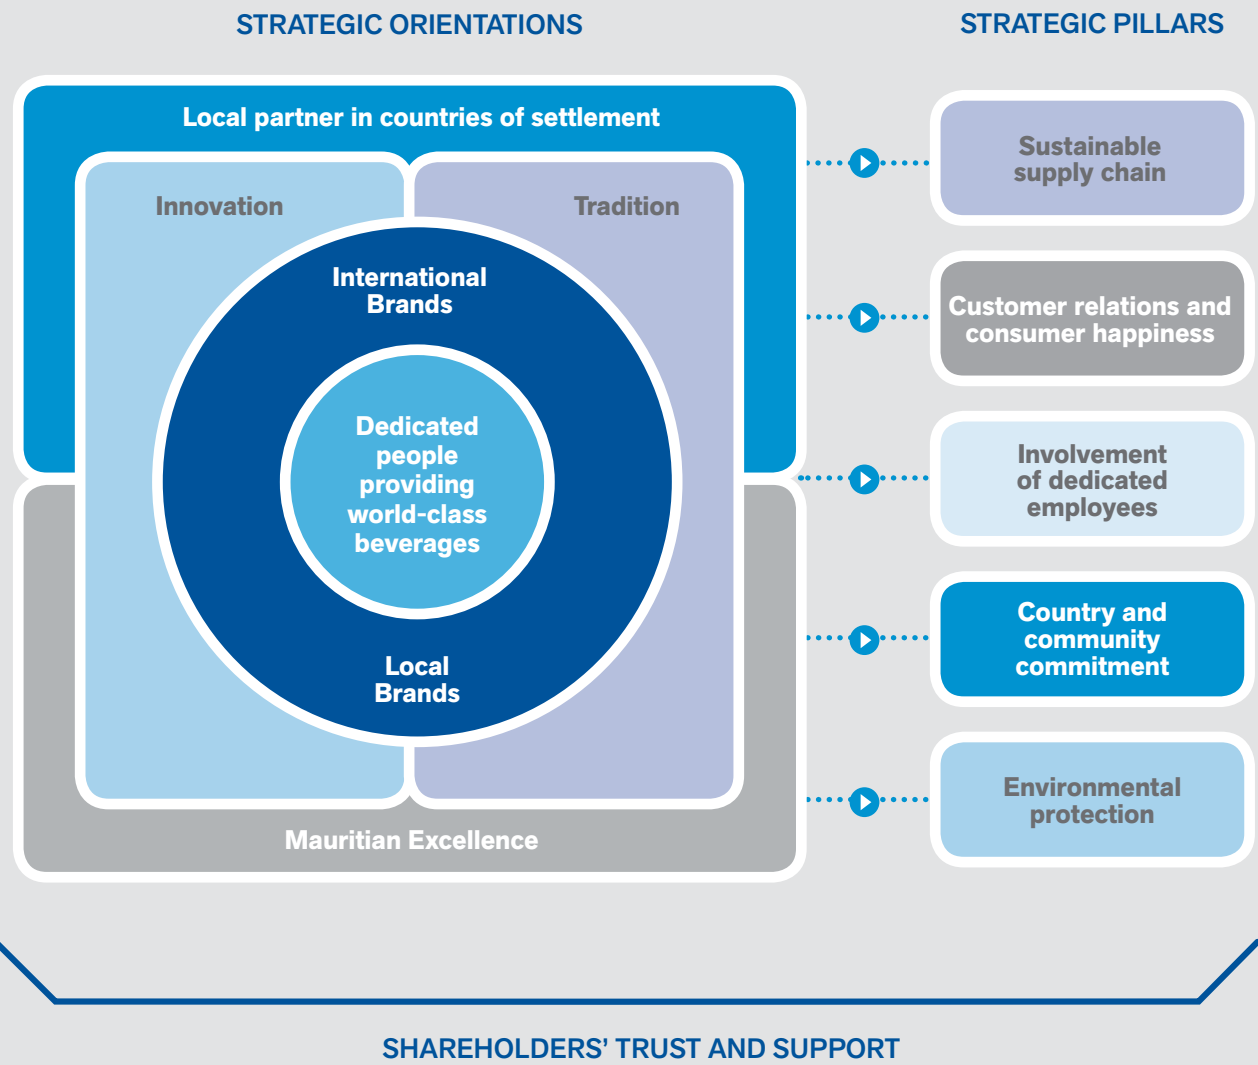 STRATEGIC ORIENTATIONS
STRATEGIC PILLARS
Local partner in countries of settlement
Innovation
Tradition
International
Brands
Dedicated
people
providing
world-class
beverages
Local
Brands
Mauritian Excellence
Sustainable
supply chain
Customer relations and
consumer happiness
Involvement
of dedicated
employees
Country and
community
commitment
Environmental
protection
SHAREHOLDERS’ TRUST AND SUPPORT